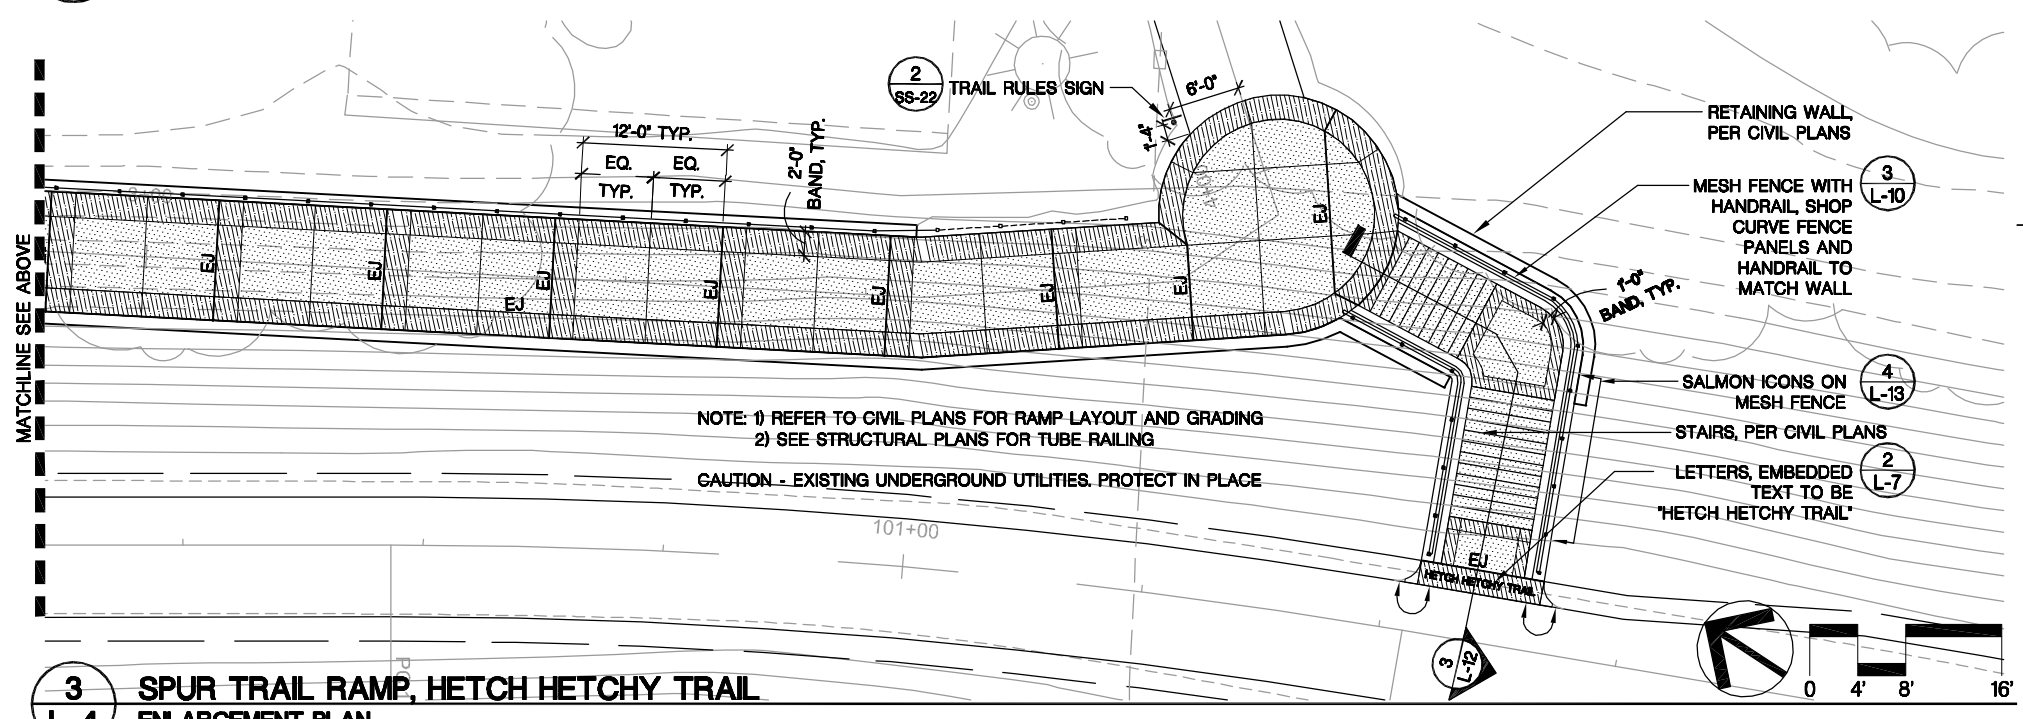 2
SS-22
TRAIL RULES SIGN
6'-0"
1'-4"
12'-0" TYP.
EQ. EQ.
TYP. TYP.
2'-0"
BAND, TYP.
RETAINING WALL,
PER CIVIL PLANS
3
L-10
MESH FENCE WITH
HANDRAIL, SHOP
CURVE FENCE
PANELS AND
HANDRAIL TO
MATCH WALL
1'-0"
BAND, TYP.
MATCHLINE SEE ABOVE
3+00
EJ
EJ
EJ
EJ
EJ
EJ
EJ
EJ
EJ
4
L-13
SALMON ICONS ON
MESH FENCE
STAIRS, PER CIVIL PLANS
2
L-7
LETTERS, EMBEDDED
TEXT TO BE
"HETCH HETCHY TRAIL"
NOTE: 1) REFER TO CIVIL PLANS FOR RAMP LAYOUT AND GRADING
2) SEE STRUCTURAL PLANS FOR TUBE RAILING
CAUTION - EXISTING UNDERGROUND UTILITIES. PROTECT IN PLACE
101+00
EJ
HETCH HETCHY TRAIL
3
L-12
0 4' 8' 16'
3
L-4
SPUR TRAIL RAMP, HETCH HETCHY TRAIL
ENLARGEMENT PLAN